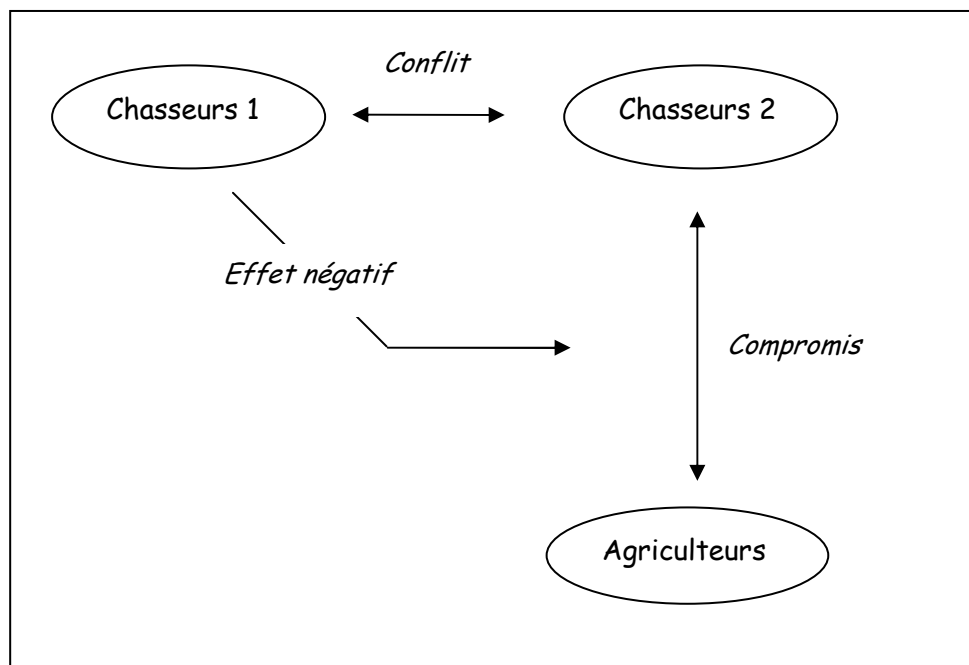 Conflit
Chasseurs 1
Chasseurs 2
Effet négatif
Compromis
Agriculteurs